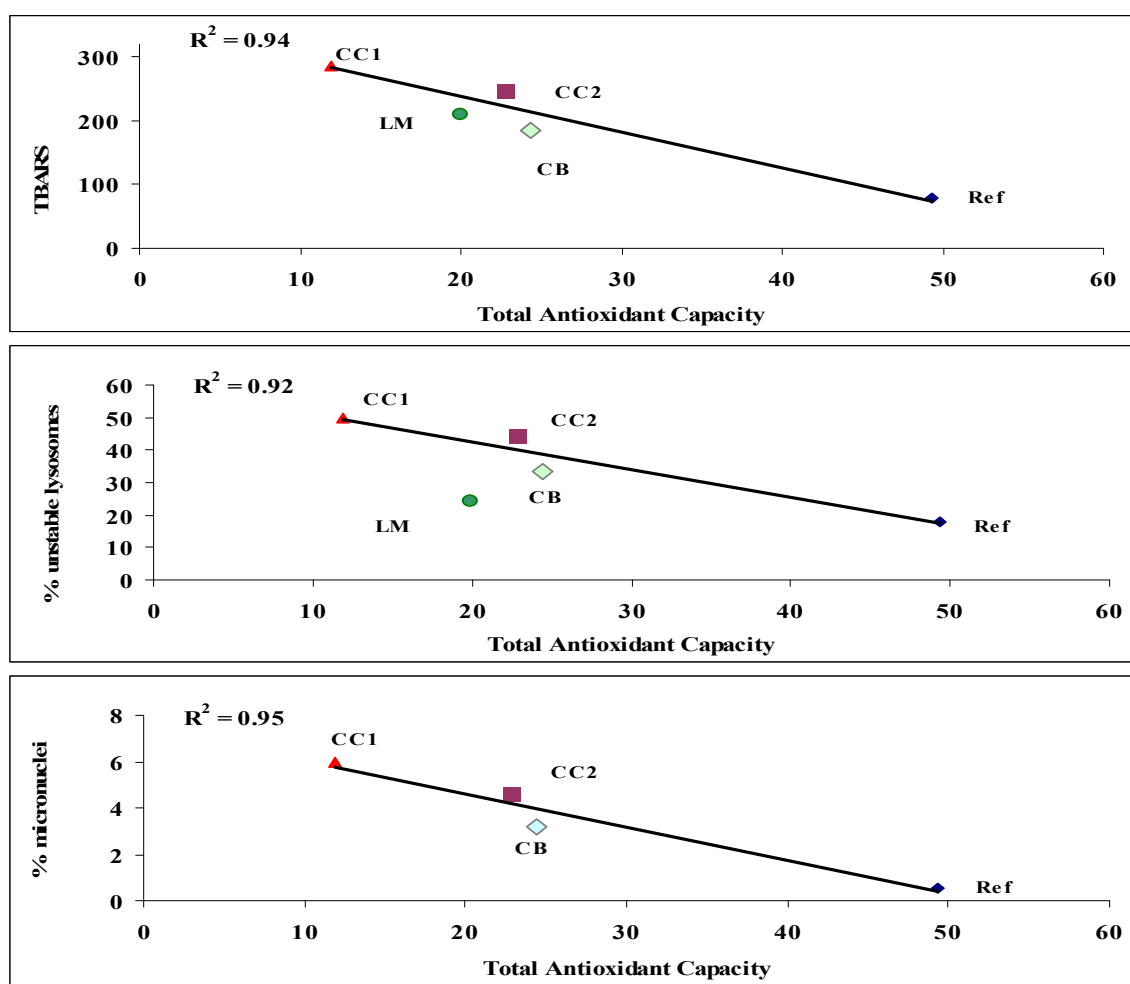 R² = 0.94
CC1
CC2
LM
CB
Ref
TBARS
300
200
100
0
0 10 20 30 40 50 60
Total Antioxidant Capacity
R² = 0.92
CC1
CC2
CB
LM
Ref
% unstable lysosomes
60
50
40
30
20
10
0
0 10 20 30 40 50 60
Total Antioxidant Capacity
R² = 0.95
CC1
CC2
CB
Ref
% micronuclei
8
6
4
2
0
0 10 20 30 40 50 60
Total Antioxidant Capacity